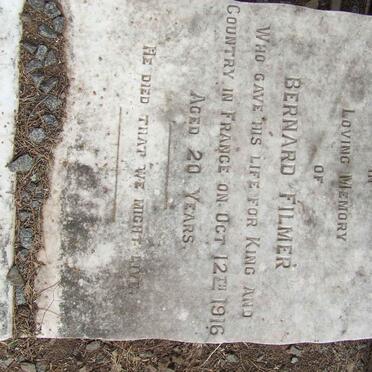 IN
LOVING MEMORY
OF
BERNARD FILMER
WHO GAVE HIS LIFE FOR KING AND
COUNTRY, IN FRANCE ON OCT 12TH 1916
AGED 20 YEARS.
HE DIED THAT WE MIGHT LIVE